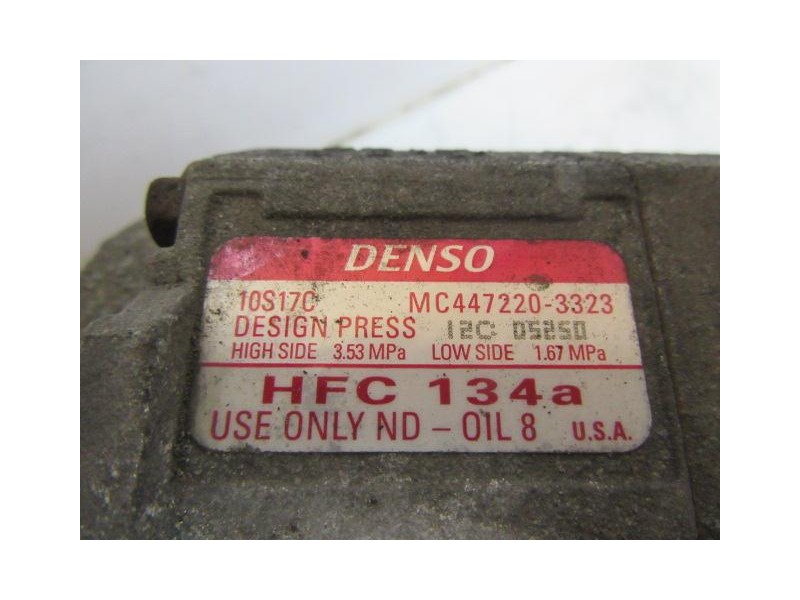 DENSO
10S17C MC447220-3323
DESIGN PRESS 12C 05250
HIGH SIDE 3.53 MPa LOW SIDE 1.67 MPa
HFC 134a
USE ONLY ND - OIL 8 U.S.A.